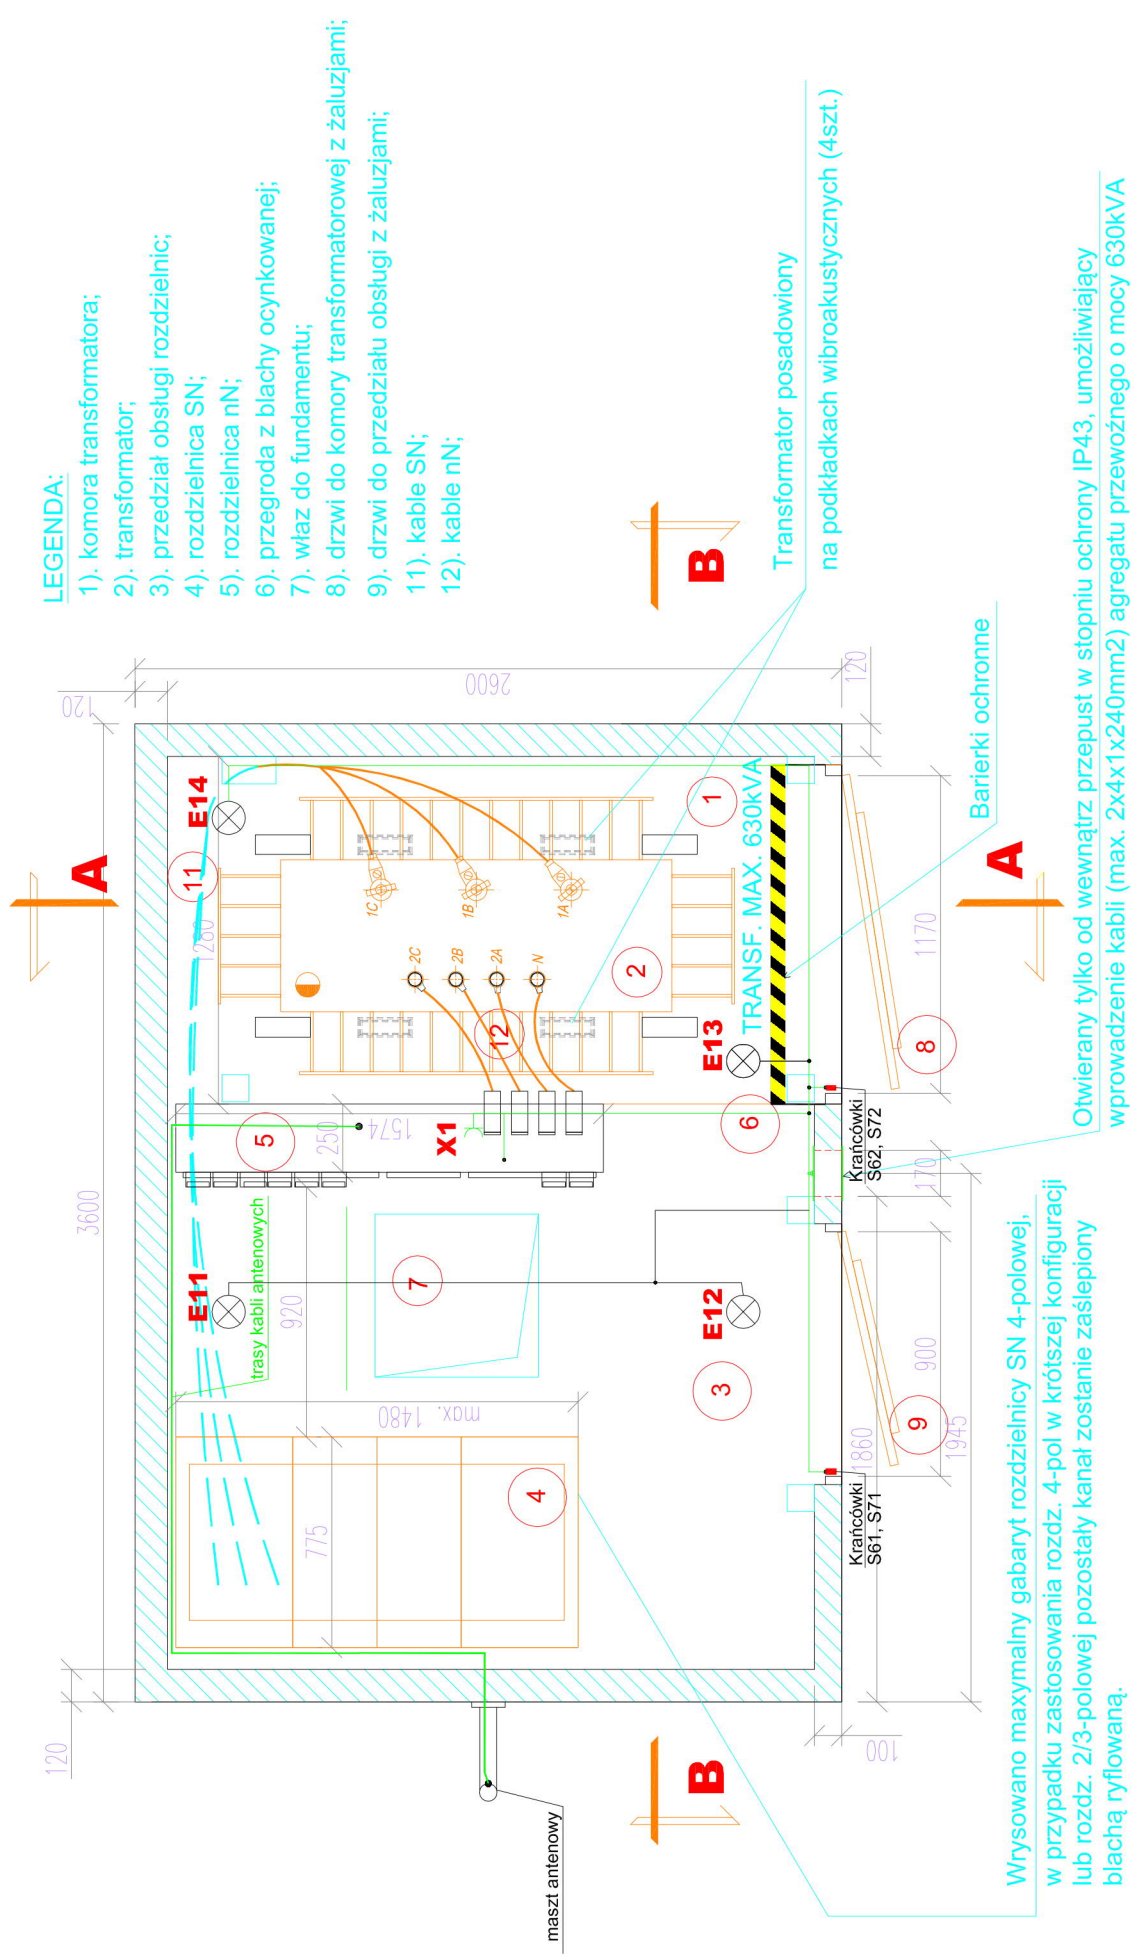 LEGENDA:
1). komora transformatora;
2). transformator;
3). przedział obsługi rozdzielnic;
4). rozdzielnica SN;
5). rozdzielnica nN;
6). przegroda z blachy ocynkowanej;
7). właz do fundamentu;
8). drzwi do komory transformatorowej z żaluzjami;
9). drzwi do przedziału obsługi z żaluzjami;
11). kable SN;
12). kable nN;
A
A
B
B
3600
120
120
2600
120
E11
E14
11
1260
trasy kabli antenowych
920
5
250
1574
X1
max. 1480
775
4
7
1C
1B
1A
2C
2B
2A
N
12
2
1
E12
E13
3
6
TRANSF. MAX. 630kVA
Krańcówki
S61, S71
Krańcówki
S62, S72
1860
1945
900
170
1170
100
9
8
maszt antenowy
Transformator posadowiony
na podkładkach wibroakustycznych (4szt.)
Barierki ochronne
Otwierany tylko od wewnątrz przepust w stopniu ochrony IP43, umożliwiający
wprowadzenie kabli (max. 2x4x1x240mm2) agregatu przewoźnego o mocy 630kVA
Wrysowano maxymalny gabaryt rozdzielnicy SN 4-polowej,
w przypadku zastosowania rozdz. 4-pol w krótszej konfiguracji
lub rozdz. 2/3-polowej pozostały kanał zostanie zaślepiony
blachą ryflowaną.